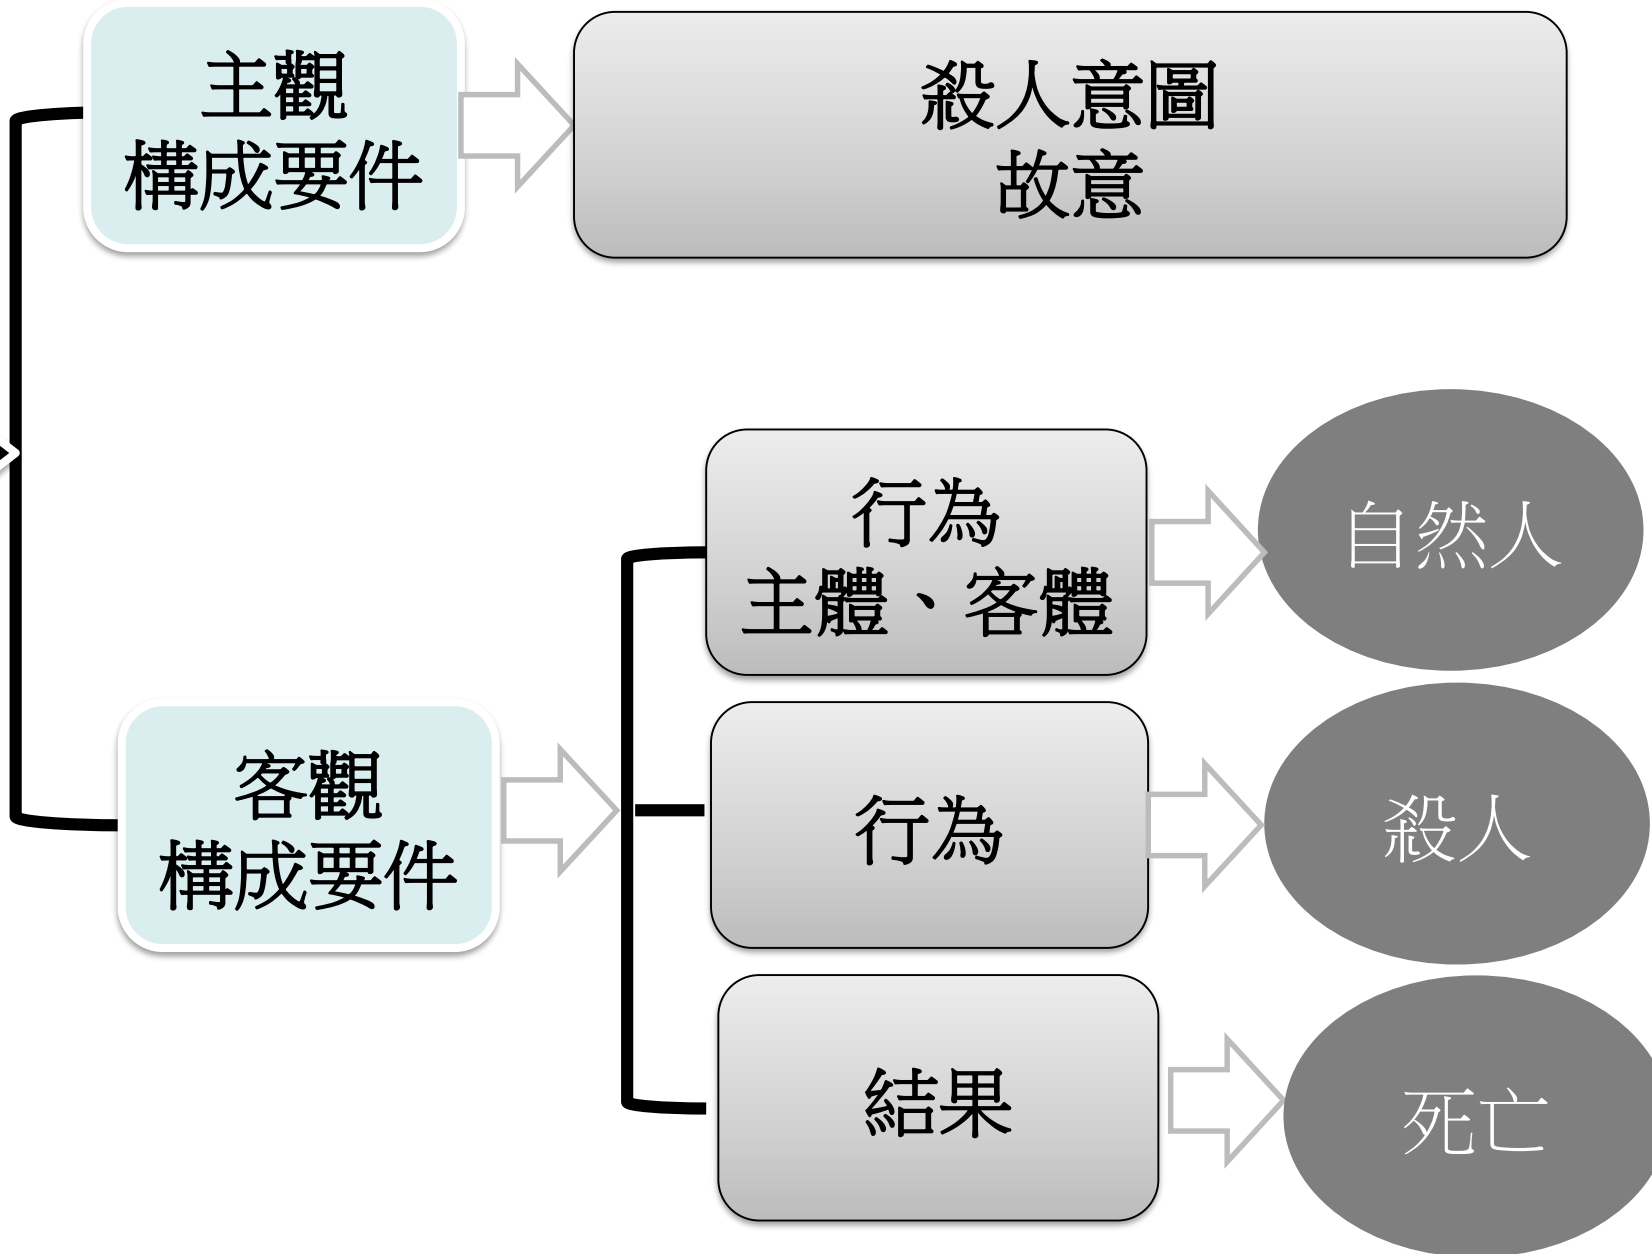 主觀
構成要件
殺人意圖
故意
客觀
構成要件
行為
主體、客體
自然人
行為
殺人
結果
死亡